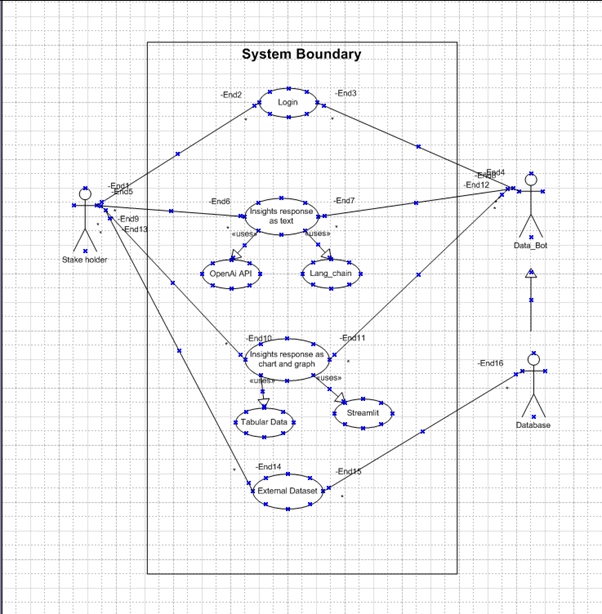 System Boundary
-End2
-End3
Login
-End4
-End1
-End5
-End12
-End6
-End7
Insights response
as text
-End9
-End13
«uses»
«uses»
Data_Bot
Stake holder
OpenAi API
Lang_chain
-End10
-End11
Insights response as
chart and graph
-End16
«uses»
«uses»
Streamlit
Tabular Data
Database
-End14
-End15
External Dataset